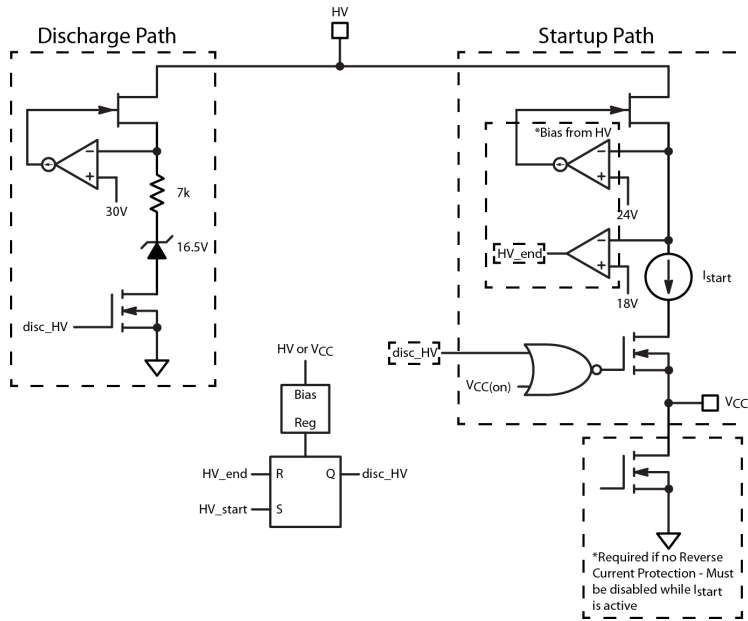 HV
Discharge Path
Startup Path
*Bias from HV
−
+
30V
7k
16.5V
disc_HV
−
+
24V
HV_end
−
+
18V
Istart
disc_HV
VCC(on)
VCC
HV or VCC
Bias
Reg
HV_end
R
Q
disc_HV
HV_start
S
*Required if no Reverse
Current Protection - Must
be disabled while Istart
is active